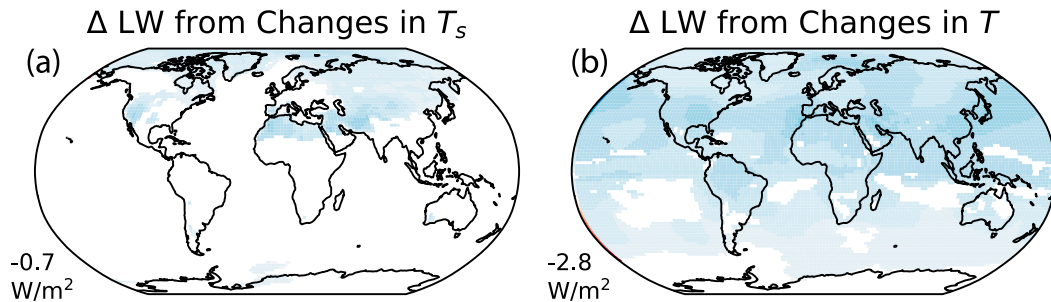 Δ LW from Changes in Tₛ
(a)
-0.7
W/m²
Δ LW from Changes in T
(b)
-2.8
W/m²